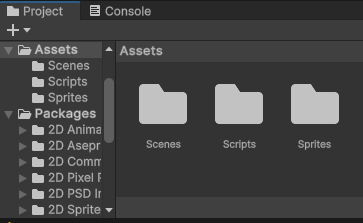 Project Console
Assets
Scenes
Scripts
Sprites
Packages
2D Anima
2D Asepr
2D Comm
2D Pixel P
2D PSD In
2D Sprite
Assets
Scenes Scripts Sprites